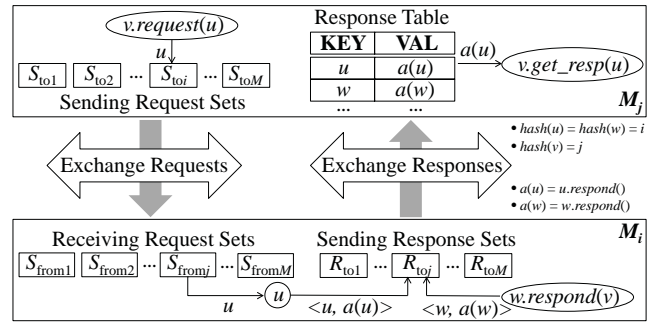 v.request(u)
u
S_to1 S_to2 ... S_toi ... S_toM
Sending Request Sets
Response Table
KEY VAL
u a(u)
w a(w)
... ...
a(u)
v.get_resp(u)
M_j
• hash(u) = hash(w) = i
• hash(v) = j
Exchange Requests
Exchange Responses
• a(u) = u.respond()
• a(w) = w.respond()
M_i
Receiving Request Sets
S_from1 S_from2 ... S_fromj ... S_fromM
u
u
Sending Response Sets
R_to1 ... R_toj ... R_toM
<u, a(u)>
<w, a(w)>
w.respond(v)